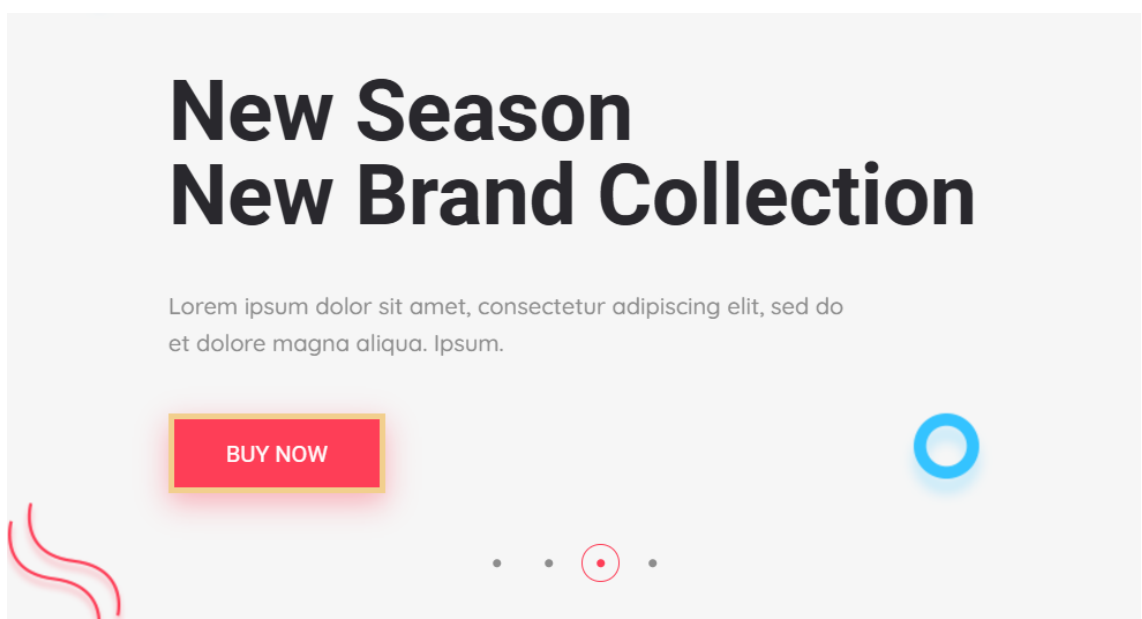 New Season
New Brand Collection
Lorem ipsum dolor sit amet, consectetur adipiscing elit, sed do
et dolore magna aliqua. Ipsum.
BUY NOW